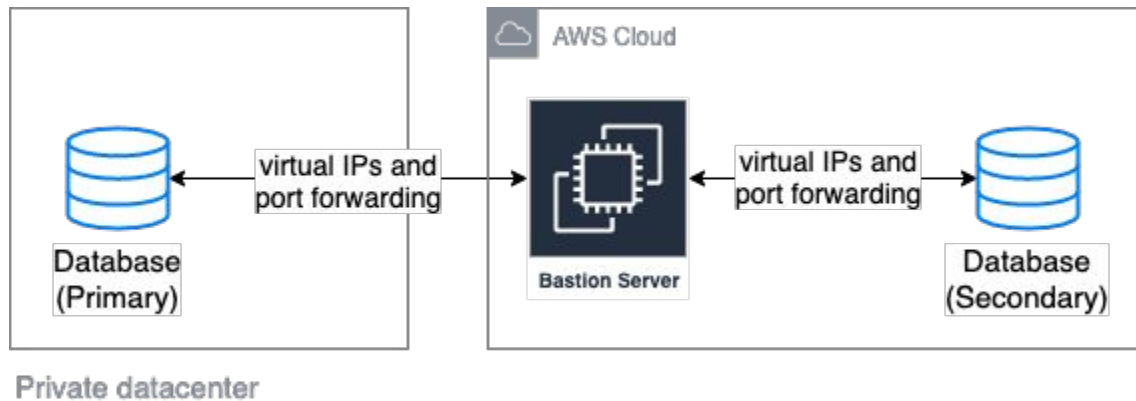 AWS Cloud
virtual IPs and
port forwarding
virtual IPs and
port forwarding
Database
(Primary)
Bastion Server
Database
(Secondary)
Private datacenter